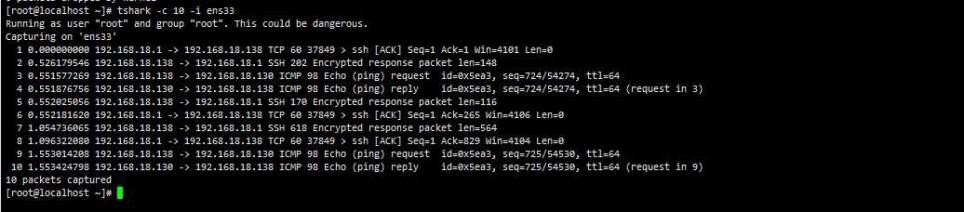 [root@localhost ~]# tshark -c 10 -i ens33
Running as user "root" and group "root". This could be dangerous.
Capturing on 'ens33'
1 0.000000000 192.168.18.1 -> 192.168.18.138 TCP 60 37849 > ssh [ACK] Seq=1 Ack=1 Win=4101 Len=0
2 0.526179546 192.168.18.138 -> 192.168.18.1 SSH 202 Encrypted response packet len=148
3 0.551577269 192.168.18.138 -> 192.168.18.130 ICMP 98 Echo (ping) request id=0x5ea3, seq=724/54274, ttl=64
4 0.551876756 192.168.18.130 -> 192.168.18.138 ICMP 98 Echo (ping) reply id=0x5ea3, seq=724/54274, ttl=64 (request in 3)
5 0.552025056 192.168.18.138 -> 192.168.18.1 SSH 170 Encrypted response packet len=116
6 0.552181620 192.168.18.1 -> 192.168.18.138 TCP 60 37849 > ssh [ACK] Seq=1 Ack=265 Win=4106 Len=0
7 1.054736065 192.168.18.138 -> 192.168.18.1 SSH 618 Encrypted response packet len=564
8 1.096322080 192.168.18.1 -> 192.168.18.138 TCP 60 37849 > ssh [ACK] Seq=1 Ack=829 Win=4104 Len=0
9 1.553014208 192.168.18.138 -> 192.168.18.130 ICMP 98 Echo (ping) request id=0x5ea3, seq=725/54530, ttl=64
10 1.553424798 192.168.18.130 -> 192.168.18.138 ICMP 98 Echo (ping) reply id=0x5ea3, seq=725/54530, ttl=64 (request in 9)
10 packets captured
[root@localhost ~]#